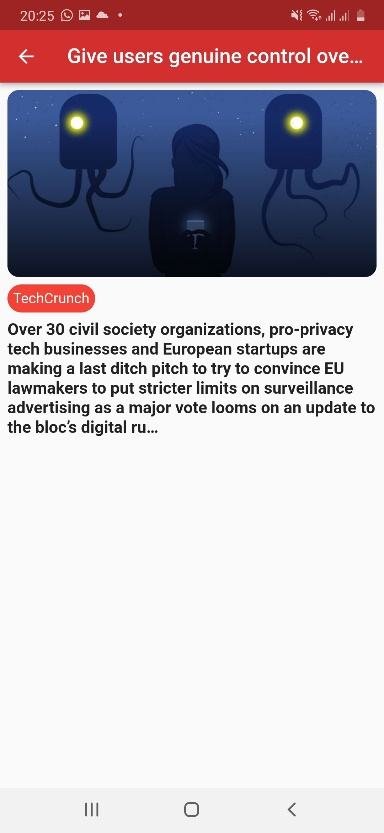 20:25
Give users genuine control ove...
TechCrunch
Over 30 civil society organizations, pro-privacy
tech businesses and European startups are
making a last ditch pitch to try to convince EU
lawmakers to put stricter limits on surveillance
advertising as a major vote looms on an update to
the bloc’s digital ru…